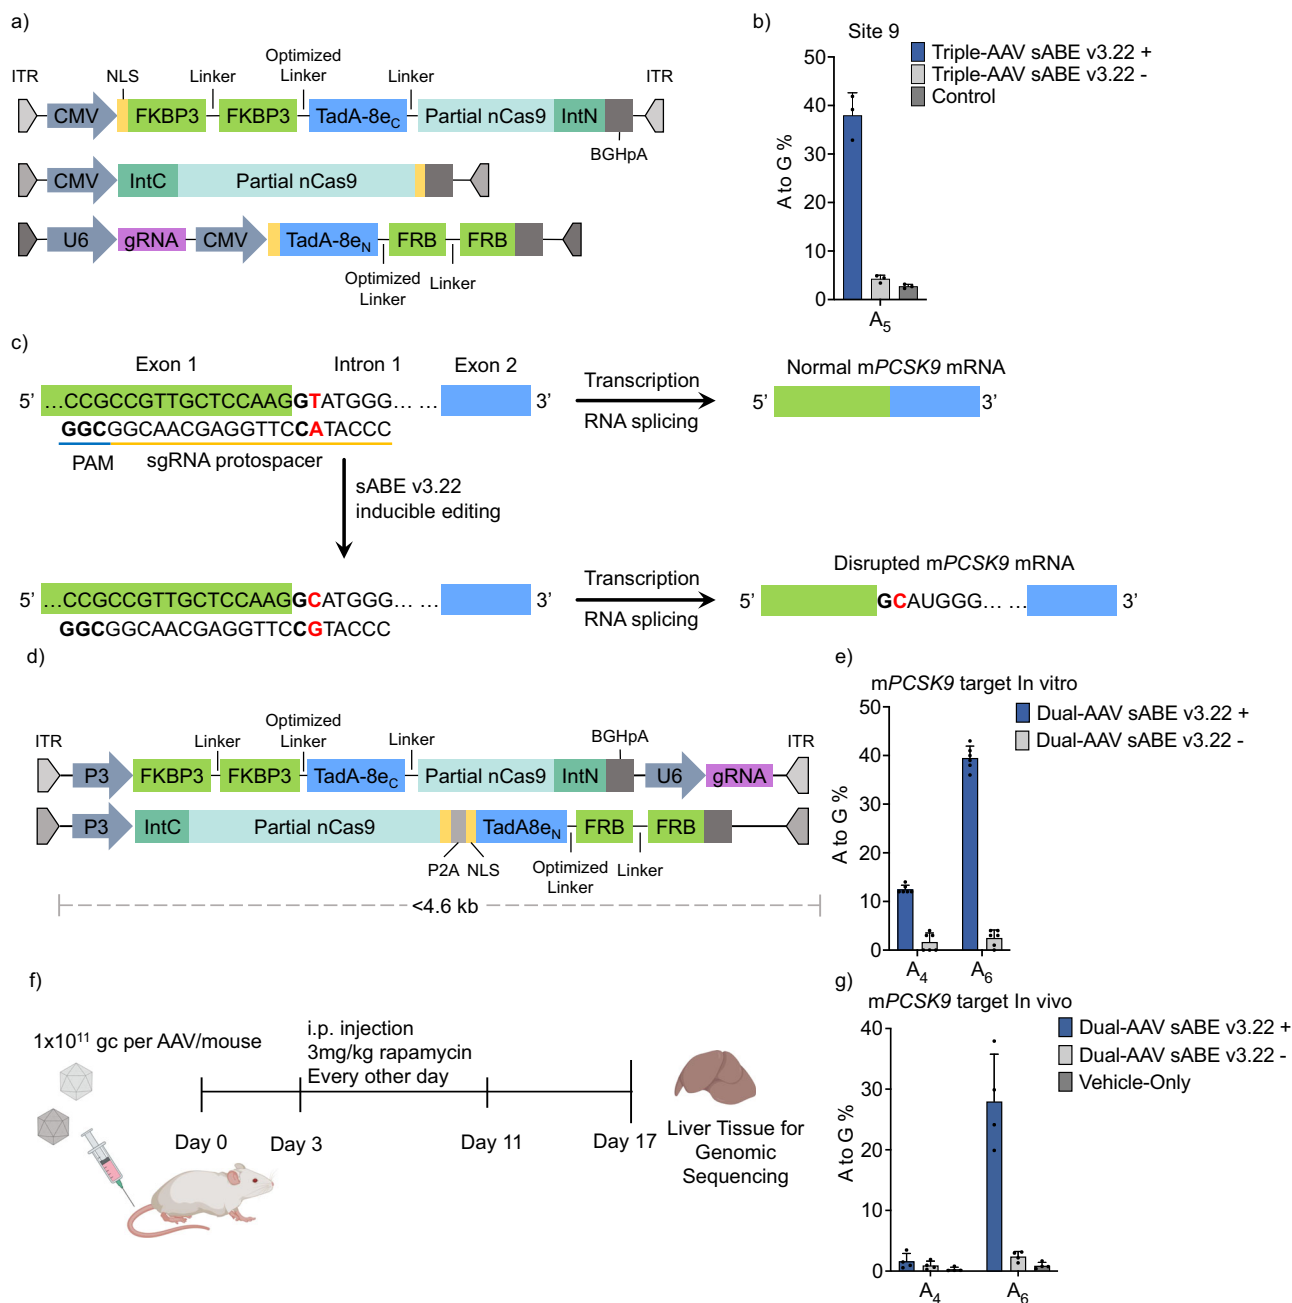 a)
ITR
NLS
Linker
Optimized
Linker
Linker
ITR
CMV
FKBP3
FKBP3
TadA-8eC
Partial nCas9
IntN
BGHpA
CMV
IntC
Partial nCas9
U6
gRNA
CMV
TadA-8eN
FRB
FRB
Optimized
Linker
Linker
b)
Site 9
Triple-AAV sABE v3.22 +
Triple-AAV sABE v3.22 -
Control
A to G %
50
40
30
20
10
0
A5
c)
Exon 1
Intron 1
Exon 2
5’ …CCGCCGTTGCTCCAAGGTATGGG… … 3’
GGCGGCAACGAGGTTCCATACCC
PAM
sgRNA protospacer
Transcription
RNA splicing
Normal mPCSK9 mRNA
5’ 3’
sABE v3.22
inducible editing
5’ …CCGCCGTTGCTCCAAGGCATGGG… … 3’
GGCGGCAACGAGGTTCCGTACCC
Transcription
RNA splicing
Disrupted mPCSK9 mRNA
5’ GCAUGGG… … 3’
d)
ITR
Linker
Optimized
Linker
Linker
BGHpA
ITR
P3
FKBP3
FKBP3
TadA-8eC
Partial nCas9
IntN
U6
gRNA
P3
IntC
Partial nCas9
TadA8eN
FRB
FRB
P2A
NLS
Optimized
Linker
Linker
<4.6 kb
e)
mPCSK9 target In vitro
Dual-AAV sABE v3.22 +
Dual-AAV sABE v3.22 -
A to G %
50
40
30
20
10
0
A4
A6
f)
1x10¹¹ gc per AAV/mouse
i.p. injection
3mg/kg rapamycin
Every other day
Day 0
Day 3
Day 11
Day 17
Liver Tissue for
Genomic
Sequencing
g)
mPCSK9 target In vivo
Dual-AAV sABE v3.22 +
Dual-AAV sABE v3.22 -
Vehicle-Only
A to G %
40
30
20
10
0
A4
A6